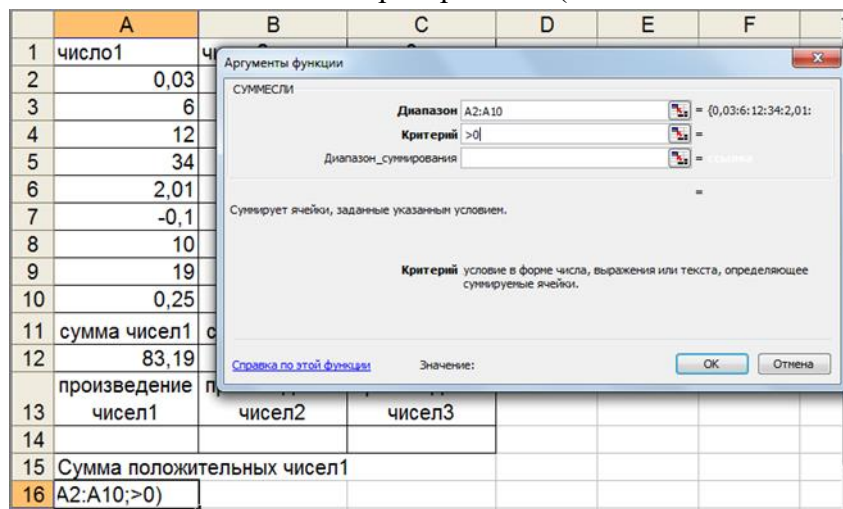 A B C D E F
1 число1
2 0,03
3 6
4 12
5 34
6 2,01
7 -0,1
8 10
9 19
10 0,25
11 сумма чисел1
12 83,19
произведение
13 чисел1 чисел2 чисел3
14
15 Сумма положительных чисел1
16 A2:A10;>0)
Аргументы функции
СУММЕСЛИ
Диапазон A2:A10 = {0,03:6:12:34:2,01:
Критерий >0 =
Диапазон_суммирования =
=
Суммирует ячейки, заданные указанным условием.
Критерий условие в форме числа, выражения или текста, определяющее
суммируемые ячейки.
Справка по этой функции Значение: ОК Отмена